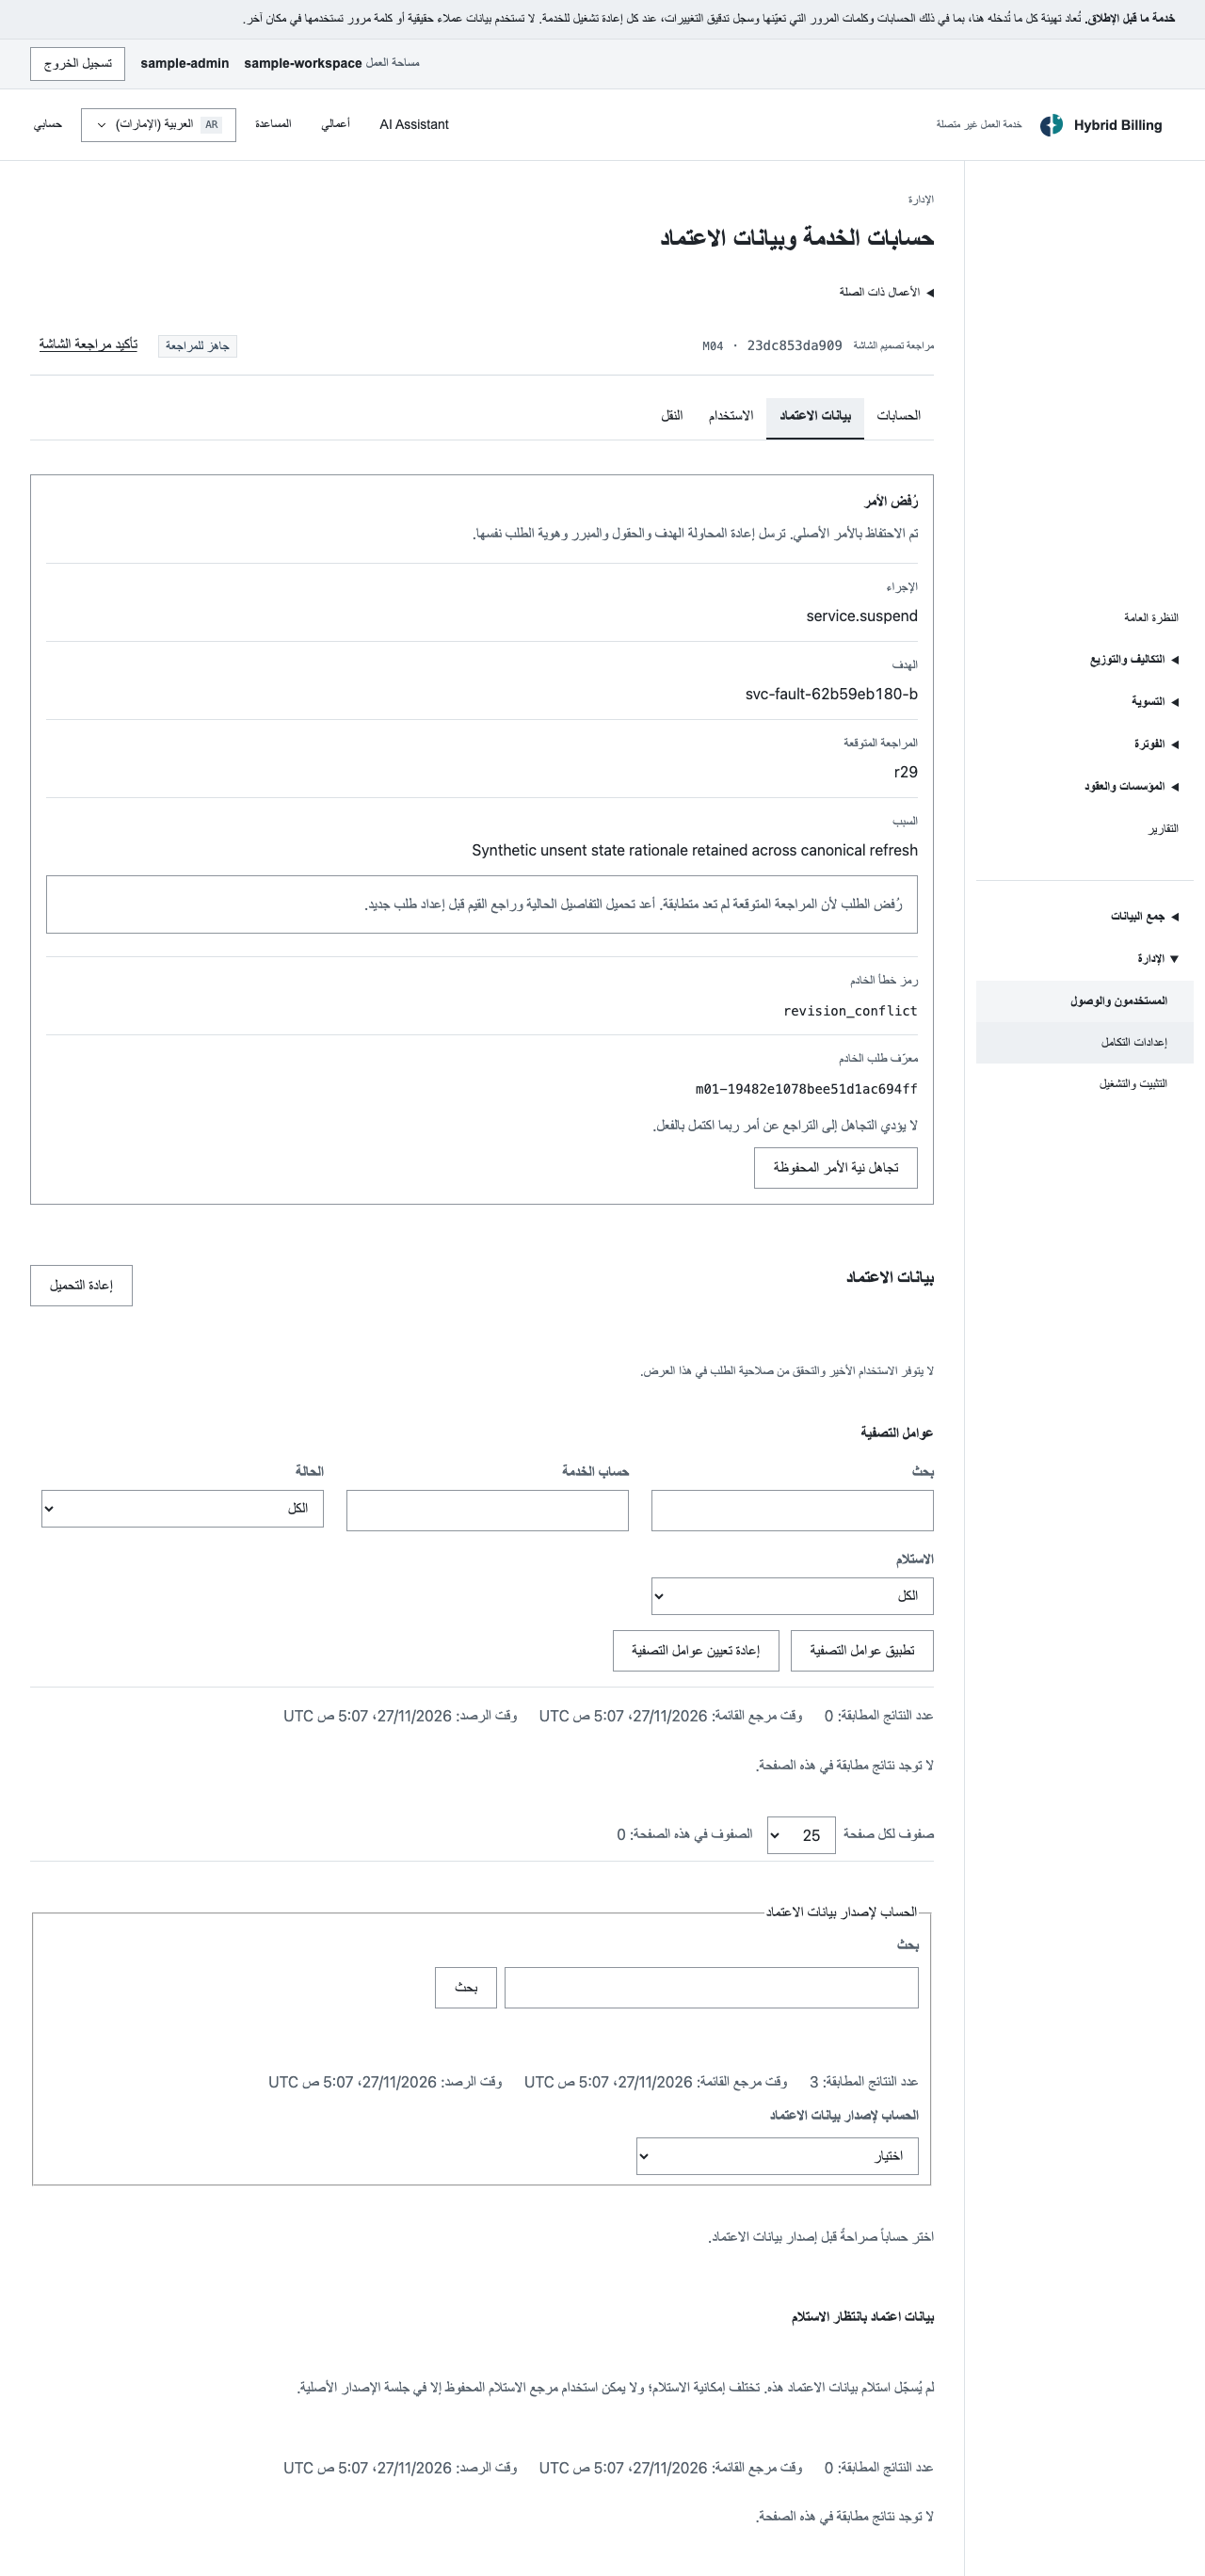 خدمة ما قبل الإطلاق. تُعاد تهيئة كل ما تُدخله هنا، بما في ذلك الحسابات وكلمات المرور التي تعيّنها وسجل تدقيق التغييرات، عند كل إعادة تشغيل للخدمة. لا تستخدم بيانات عملاء حقيقية أو كلمة مرور تستخدمها في مكان آخر.
مساحة العمل sample-workspace sample-admin تسجيل الخروج
Hybrid Billing خدمة العمل غير متصلة AI Assistant أعمالي المساعدة AR العربية (الإمارات) حسابي
الإدارة
حسابات الخدمة وبيانات الاعتماد
الأعمال ذات الصلة
مراجعة تصميم الشاشة M04 · 23dc853da909 جاهز للمراجعة تأكيد مراجعة الشاشة
الحسابات بيانات الاعتماد الاستخدام النقل
رُفض الأمر
تم الاحتفاظ بالأمر الأصلي. ترسل إعادة المحاولة الهدف والحقول والمبرر وهوية الطلب نفسها.
الإجراء
service.suspend
الهدف
svc-fault-62b59eb180-b
المراجعة المتوقعة
r29
السبب
Synthetic unsent state rationale retained across canonical refresh
رُفض الطلب لأن المراجعة المتوقعة لم تعد متطابقة. أعد تحميل التفاصيل الحالية وراجع القيم قبل إعداد طلب جديد.
رمز خطأ الخادم
revision_conflict
معرّف طلب الخادم
m01-19482e1078bee51d1ac694ff
لا يؤدي التجاهل إلى التراجع عن أمر ربما اكتمل بالفعل.
تجاهل نية الأمر المحفوظة
النظرة العامة
التكاليف والتوزيع
التسوية
الفوترة
المؤسسات والعقود
التقارير
جمع البيانات
الإدارة
المستخدمون والوصول
إعدادات التكامل
التثبيت والتشغيل
بيانات الاعتماد إعادة التحميل
لا يتوفر الاستخدام الأخير والتحقق من صلاحية الطلب في هذا العرض.
عوامل التصفية
بحث حساب الخدمة الحالة
الكل
الاستلام
الكل
تطبيق عوامل التصفية إعادة تعيين عوامل التصفية
عدد النتائج المطابقة: 0 وقت مرجع القائمة: 27/11/2026، 5:07 ص UTC وقت الرصد: 27/11/2026، 5:07 ص UTC
لا توجد نتائج مطابقة في هذه الصفحة.
صفوف لكل صفحة 25 الصفوف في هذه الصفحة: 0
الحساب لإصدار بيانات الاعتماد
بحث
بحث
عدد النتائج المطابقة: 3 وقت مرجع القائمة: 27/11/2026، 5:07 ص UTC وقت الرصد: 27/11/2026، 5:07 ص UTC
الحساب لإصدار بيانات الاعتماد
اختيار
اختر حساباً صراحةً قبل إصدار بيانات الاعتماد.
بيانات اعتماد بانتظار الاستلام
لم يُسجّل استلام بيانات الاعتماد هذه. تختلف إمكانية الاستلام؛ ولا يمكن استخدام مرجع الاستلام المحفوظ إلا في جلسة الإصدار الأصلية.
عدد النتائج المطابقة: 0 وقت مرجع القائمة: 27/11/2026، 5:07 ص UTC وقت الرصد: 27/11/2026، 5:07 ص UTC
لا توجد نتائج مطابقة في هذه الصفحة.